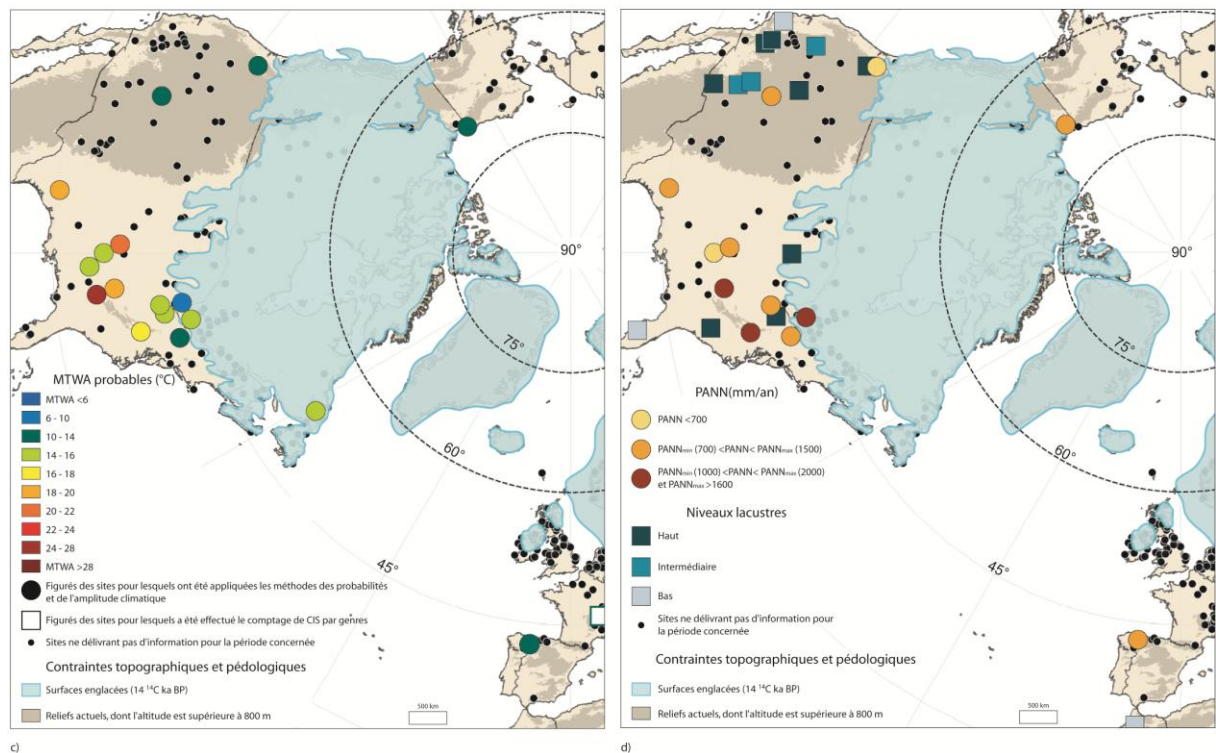 90°
75°
60°
45°
MTWA probables (°C)
MTWA <6
6 - 10
10 - 14
14 - 16
16 - 18
18 - 20
20 - 22
22 - 24
24 - 28
MTWA >28
Figurés des sites pour lesquels ont été appliquées les méthodes des probabilités
et de l'amplitude climatique
Figurés des sites pour lesquels a été effectué le comptage de CIS par genres
Sites ne délivrant pas d'information pour la période concernée
Contraintes topographiques et pédologiques
Surfaces englacées (14 ¹⁴C ka BP)
Reliefs actuels, dont l'altitude est supérieure à 800 m
500 km
c)
90°
75°
60°
45°
PANN(mm/an)
PANN <700
PANNmin (700) <PANN< PANNmax (1500)
PANNmin (1000) <PANN< PANNmax (2000)
et PANNmax >1600
Niveaux lacustres
Haut
Intermédiaire
Bas
Sites ne délivrant pas d'information pour
la période concernée
Contraintes topographiques et pédologiques
Surfaces englacées (14 ¹⁴C ka BP)
Reliefs actuels, dont l'altitude est supérieure à 800 m
500 km
d)